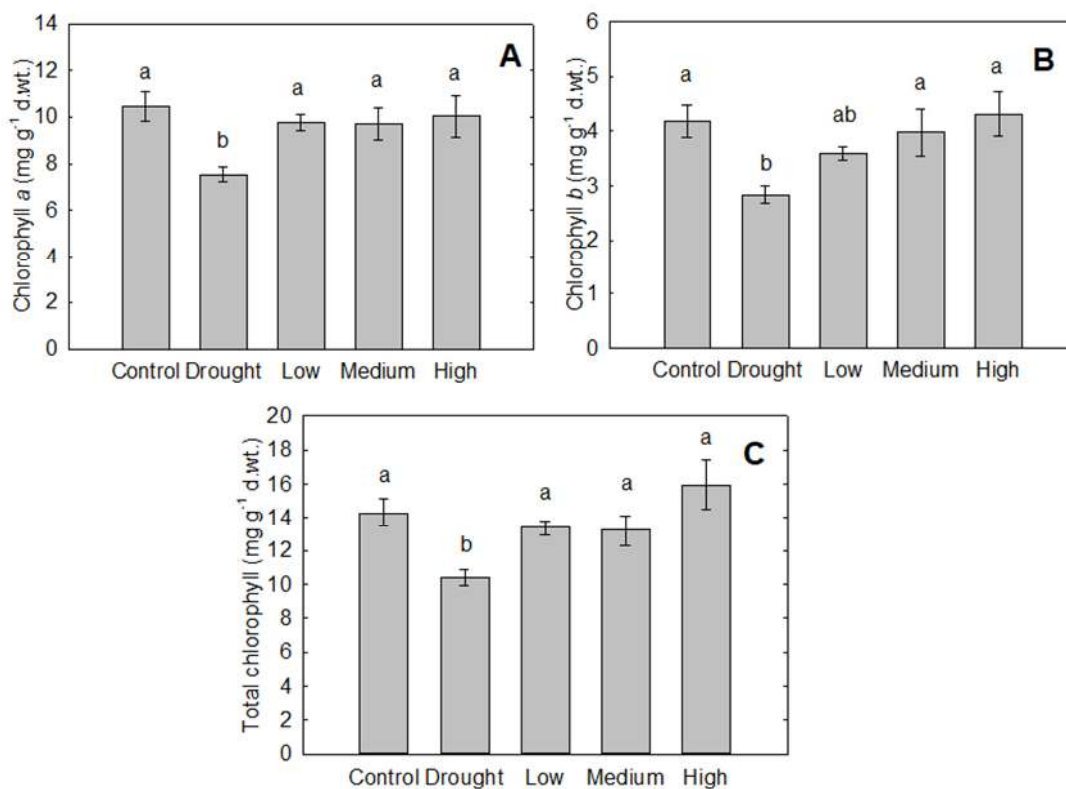 A
Chlorophyll a (mg g-1 d.wt.)
14
12
10
8
6
4
2
0
a
b
a
a
a
Control Drought Low Medium High
B
Chlorophyll b (mg g-1 d.wt.)
6
5
4
3
2
1
0
a
b
ab
a
a
Control Drought Low Medium High
C
Total chlorophyll (mg g-1 d.wt.)
20
18
16
14
12
10
8
6
4
2
0
a
b
a
a
a
Control Drought Low Medium High